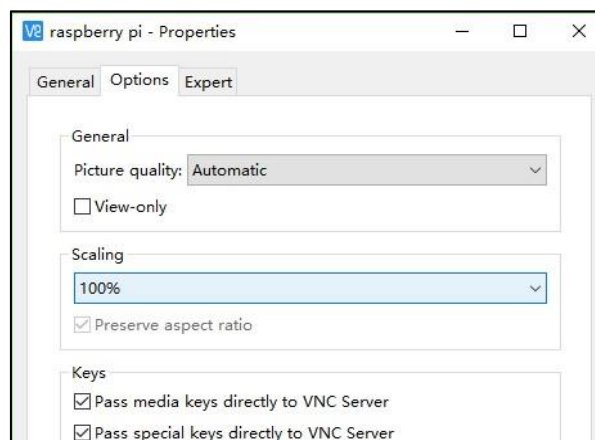 V2 raspberry pi - Properties
General Options Expert
General
Picture quality: Automatic
View-only
Scaling
100%
Preserve aspect ratio
Keys
Pass media keys directly to VNC Server
Pass special keys directly to VNC Server